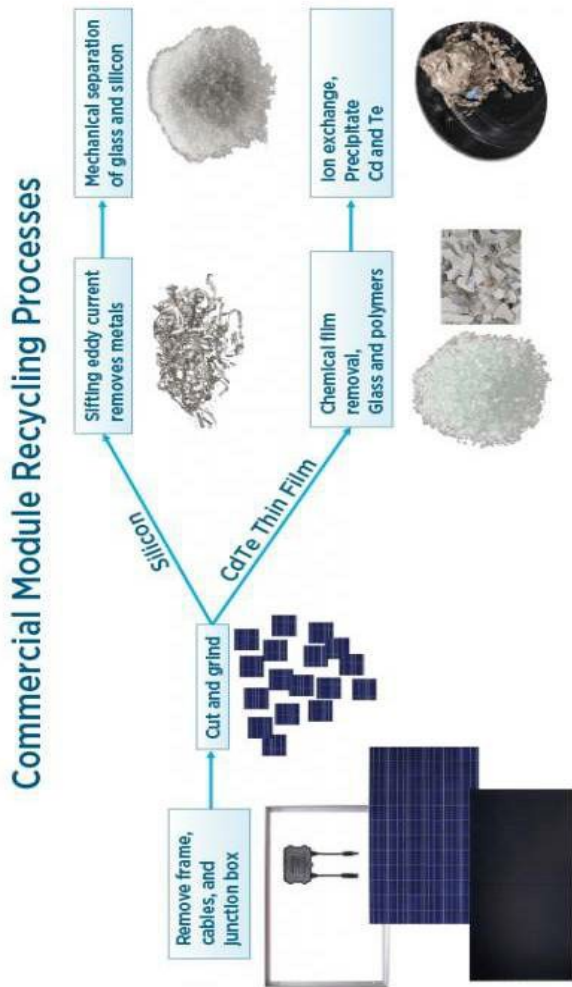 Commercial Module Recycling Processes
Remove frame,
cables, and
junction box
Cut and grind
Silicon
Sifting eddy current
removes metals
Mechanical separation
of glass and silicon
CdTe Thin Film
Chemical film
removal,
Glass and polymers
Ion exchange,
Precipitate
Cd and Te